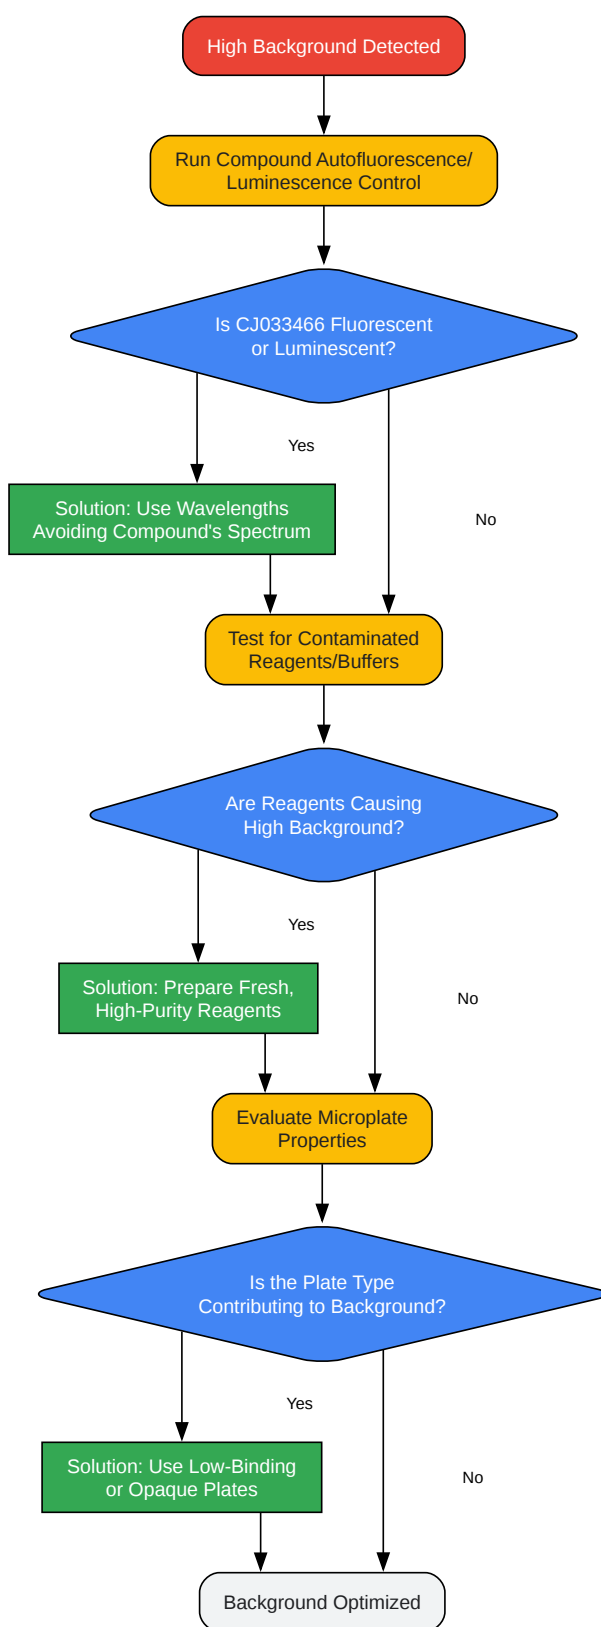 High Background Detected
Run Compound Autofluorescence/
Luminescence Control
Is CJ033466 Fluorescent
or Luminescent?
Yes
Solution: Use Wavelengths
Avoiding Compound's Spectrum
No
Test for Contaminated
Reagents/Buffers
Are Reagents Causing
High Background?
Yes
Solution: Prepare Fresh,
High-Purity Reagents
No
Evaluate Microplate
Properties
Is the Plate Type
Contributing to Background?
Yes
Solution: Use Low-Binding
or Opaque Plates
No
Background Optimized